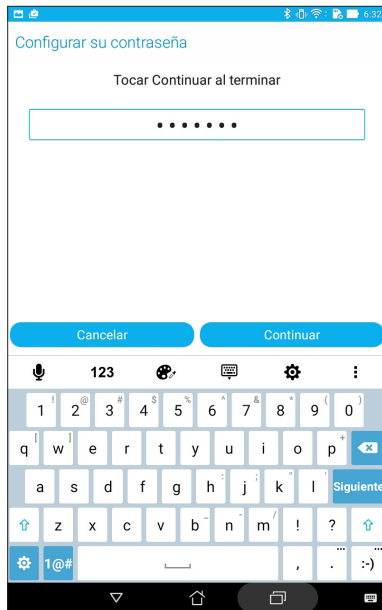 6:32
Configurar su contraseña
Tocar Continuar al terminar
•••••••
Cancelar Continuar
123
! @ # $ % ^ & * ( )
1 2 3 4 5 6 7 8 9 0
[ ] +
q w e r t y u i o p
: ; " '
a s d f g h j k l Siguiente
_ - /
z x c v b n m ! ?
1@# , . ... :-) ...